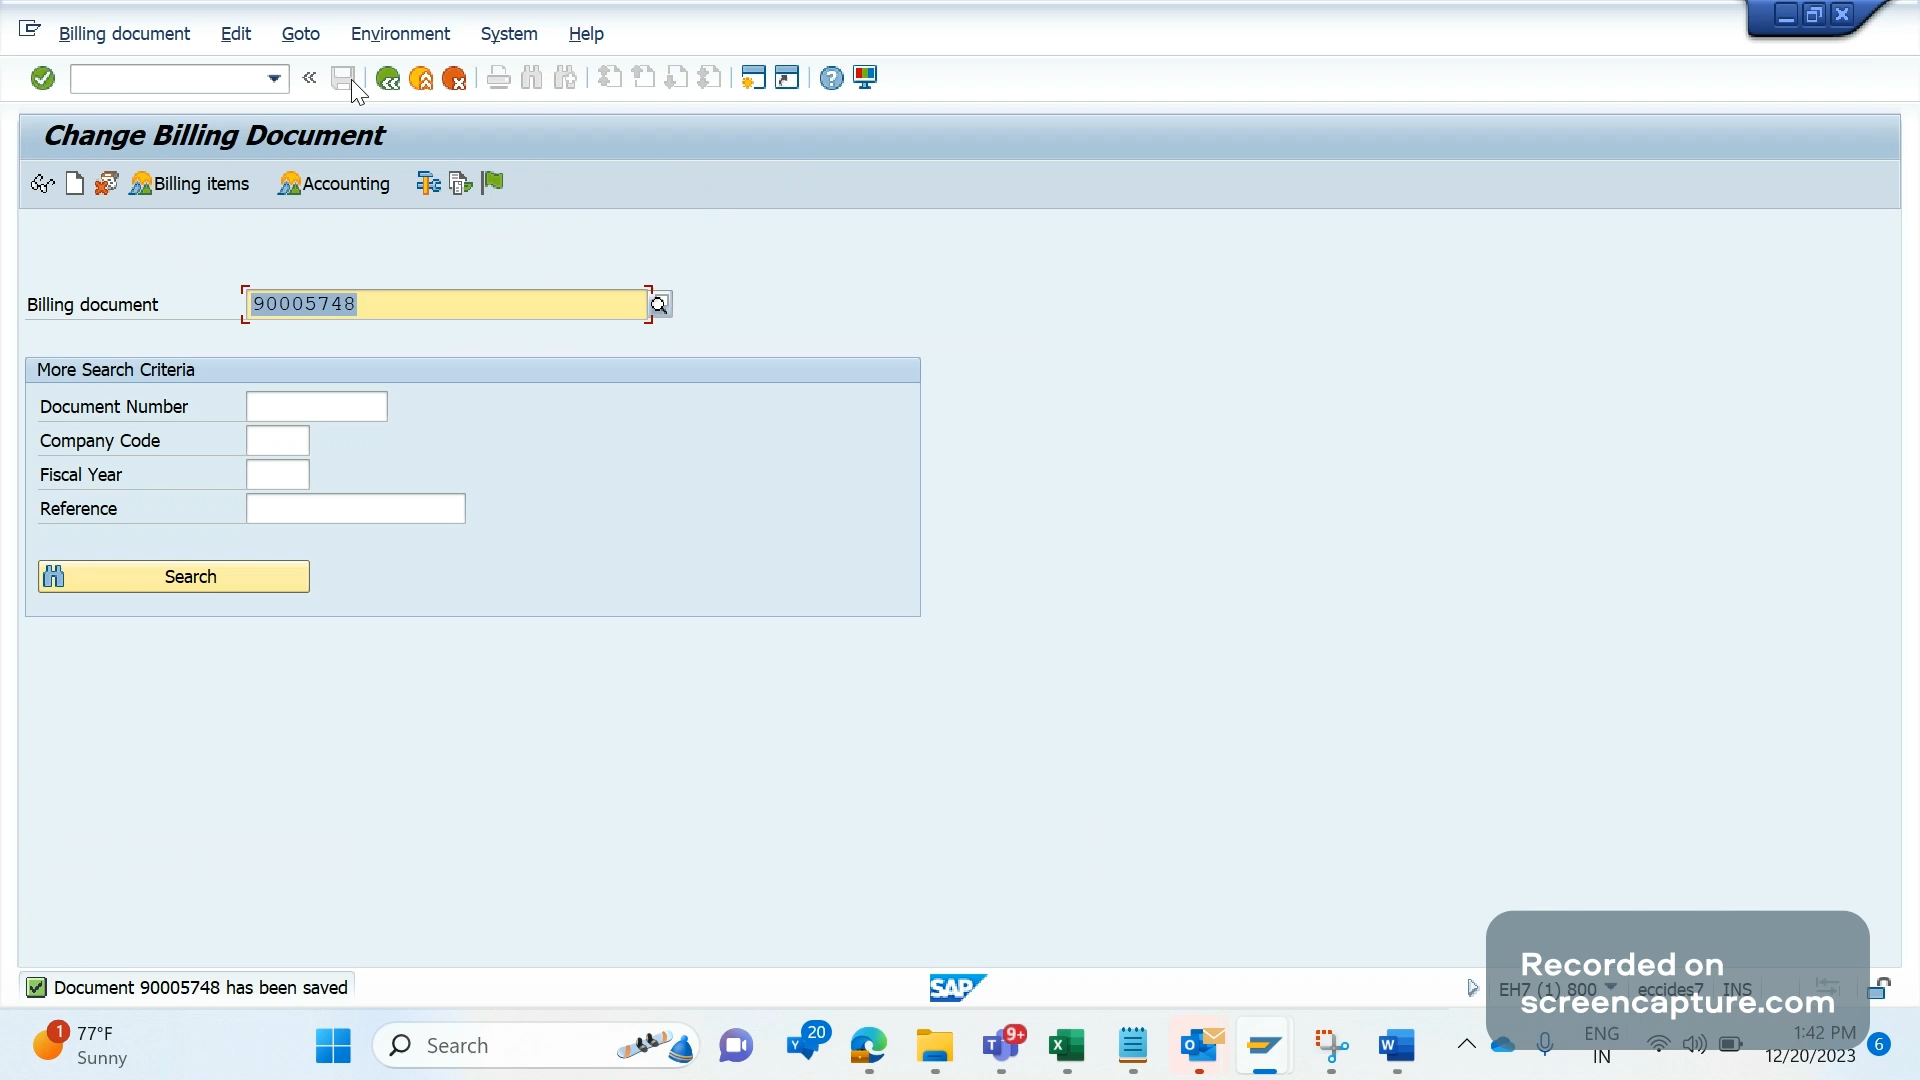 Billing document Edit Goto Environment System Help
Change Billing Document
Billing items Accounting
Billing document 90005748
More Search Criteria
Document Number
Company Code
Fiscal Year
Reference
Search
Document 90005748 has been saved
SAP
EH7 (1) 800 eccides7 INS
Recorded on
screencapture.com
1
77°F
Sunny
Search
20
9+
ENG
IN
1:42 PM
12/20/2023
6